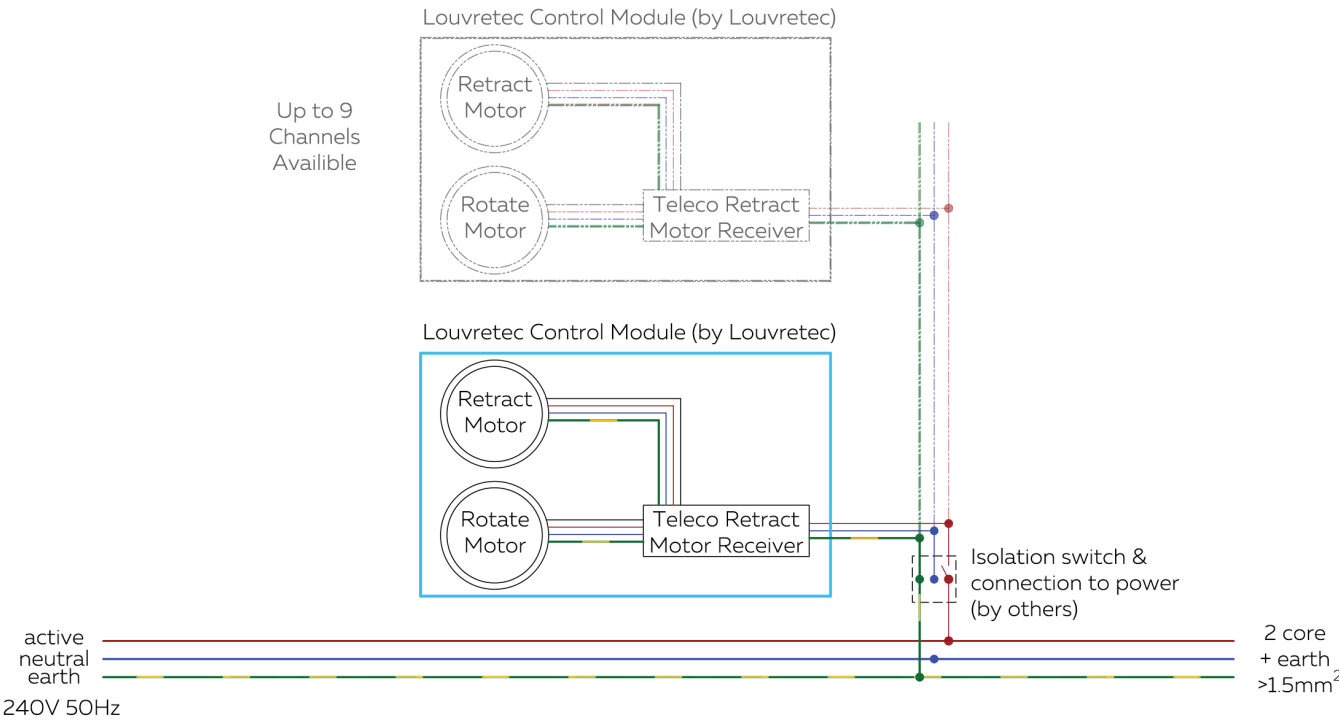 Louvretec Control Module (by Louvretec)
Retract
Motor
Up to 9
Channels
Availible
Rotate
Motor
Teleco Retract
Motor Receiver
Louvretec Control Module (by Louvretec)
Retract
Motor
Rotate
Motor
Teleco Retract
Motor Receiver
Isolation switch &
connection to power
(by others)
active
neutral
earth
240V 50Hz
2 core
+ earth
>1.5mm²